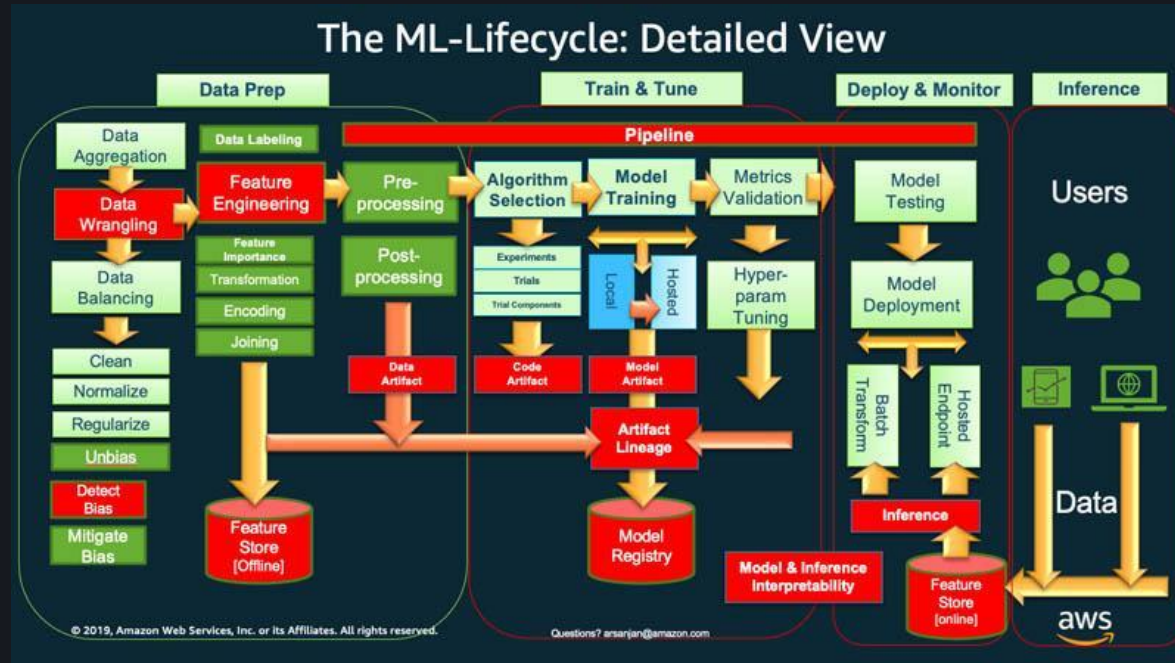 The ML-Lifecycle: Detailed View
Data Prep
Train & Tune
Deploy & Monitor
Inference
Pipeline
Data
Aggregation
Data
Wrangling
Data
Balancing
Clean
Normalize
Regularize
Unbias
Detect
Bias
Mitigate
Bias
Data Labeling
Feature
Engineering
Feature
Importance
Transformation
Encoding
Joining
Feature
Store
[Offline]
Pre-
processing
Post-
processing
Data
Artifact
Algorithm
Selection
Experiments
Trials
Trial Components
Code
Artifact
Model
Training
Local
Hosted
Model
Artifact
Artifact
Lineage
Model
Registry
Metrics
Validation
Hyper-
param
Tuning
Model & Inference
Interpretability
Model
Testing
Model
Deployment
Batch
Transform
Hosted
Endpoint
Inference
Feature
Store
[online]
Users
Data
aws
© 2019, Amazon Web Services, Inc. or its Affiliates. All rights reserved.
Questions? arsanjan@amazon.com